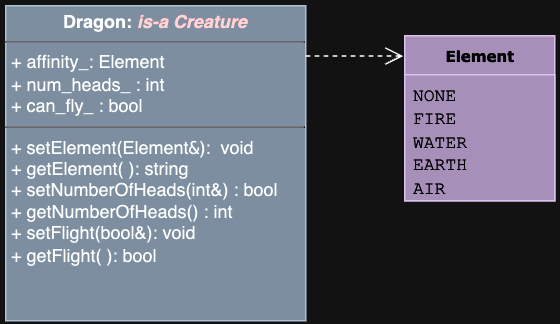 Dragon: is-a Creature
+ affinity_: Element
+ num_heads_ : int
+ can_fly_ : bool
+ setElement(Element&): void
+ getElement( ): string
+ setNumberOfHeads(int&) : bool
+ getNumberOfHeads() : int
+ setFlight(bool&): void
+ getFlight( ): bool
Element
NONE
FIRE
WATER
EARTH
AIR